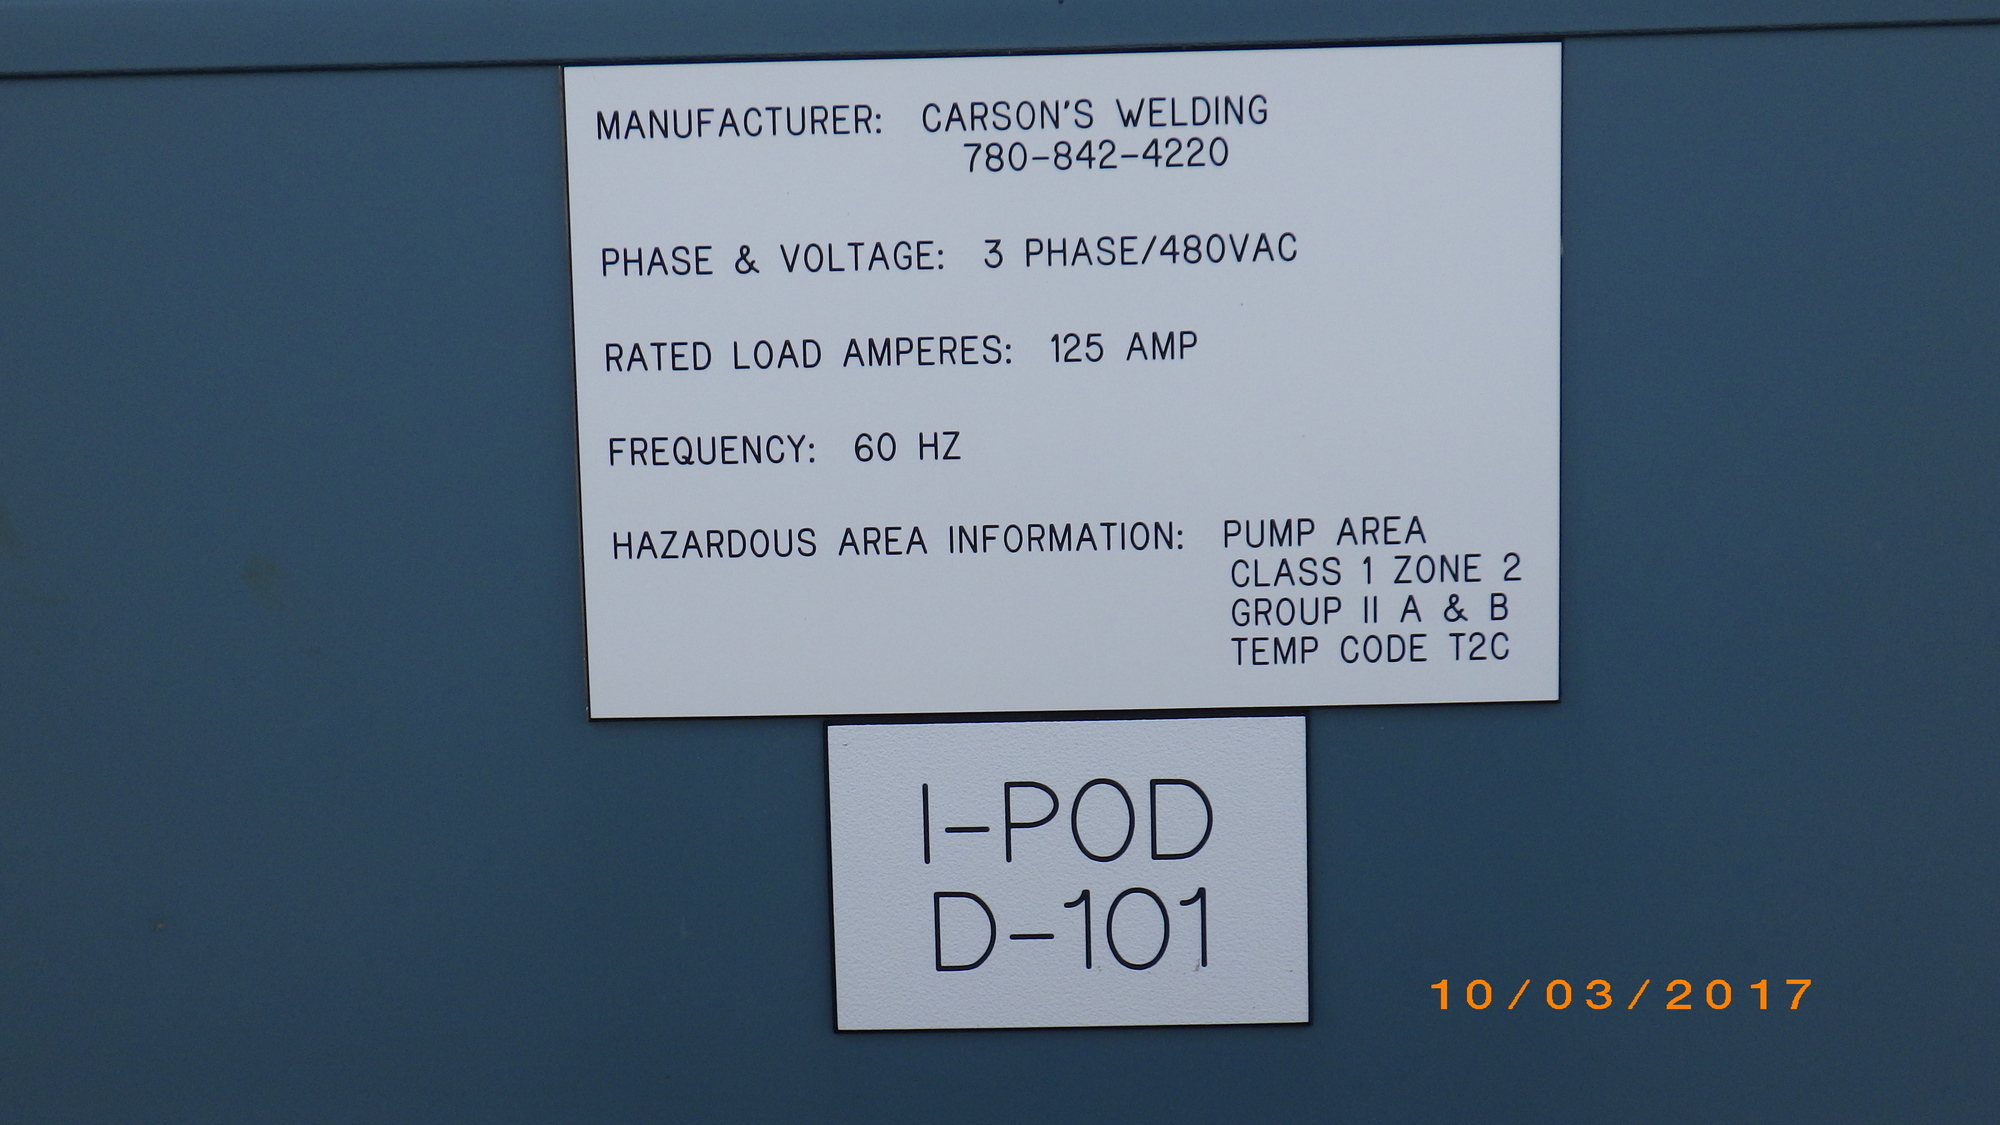 MANUFACTURER: CARSON'S WELDING
780-842-4220
PHASE & VOLTAGE: 3 PHASE/480VAC
RATED LOAD AMPERES: 125 AMP
FREQUENCY: 60 HZ
HAZARDOUS AREA INFORMATION: PUMP AREA
CLASS 1 ZONE 2
GROUP II A & B
TEMP CODE T2C
I-POD
D-101
10/03/2017